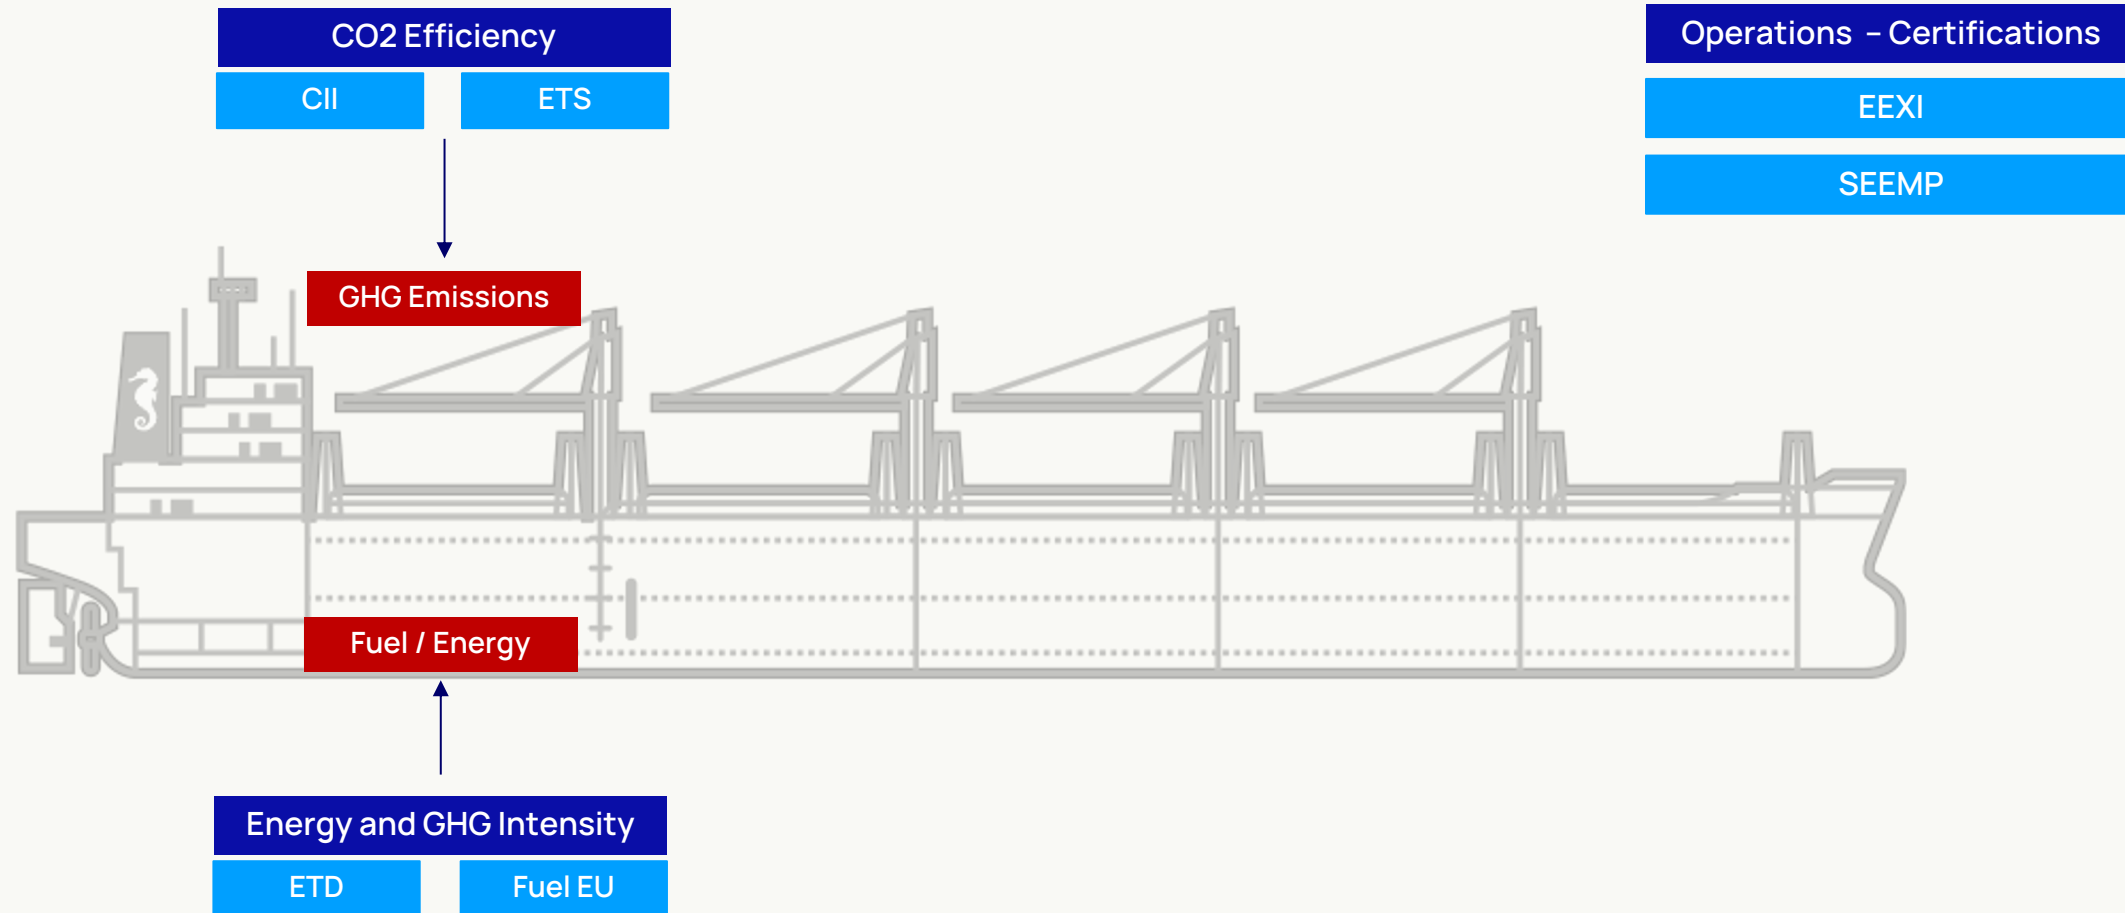 CO2 Efficiency
CII
ETS
Operations – Certifications
EEXI
SEEMP
GHG Emissions
Fuel / Energy
Energy and GHG Intensity
ETD
Fuel EU